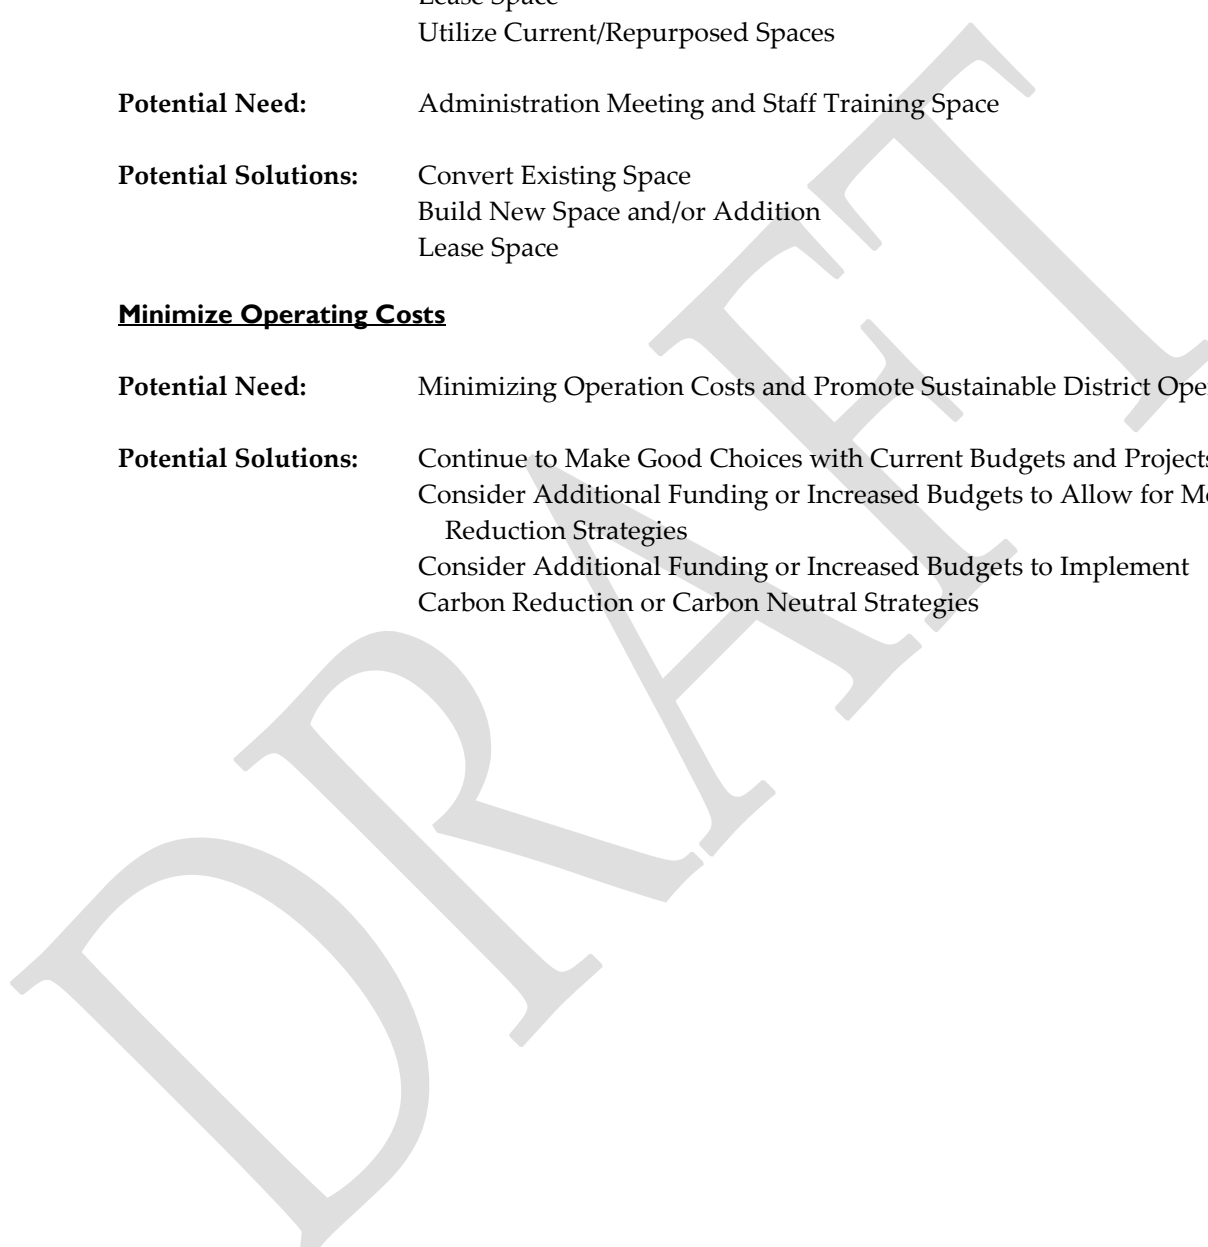 Lease Space
Utilize Current/Repurposed Spaces
Potential Need: Administration Meeting and Staff Training Space
Potential Solutions: Convert Existing Space
Build New Space and/or Addition
Lease Space
Minimize Operating Costs
Potential Need: Minimizing Operation Costs and Promote Sustainable District
Potential Solutions: Continue to Make Good Choices with Current Budgets and Projects
Consider Additional Funding or Increased Budgets to Allow for
Reduction Strategies
Consider Additional Funding or Increased Budgets to Implement
Carbon Reduction or Carbon Neutral Strategies
DRAFT